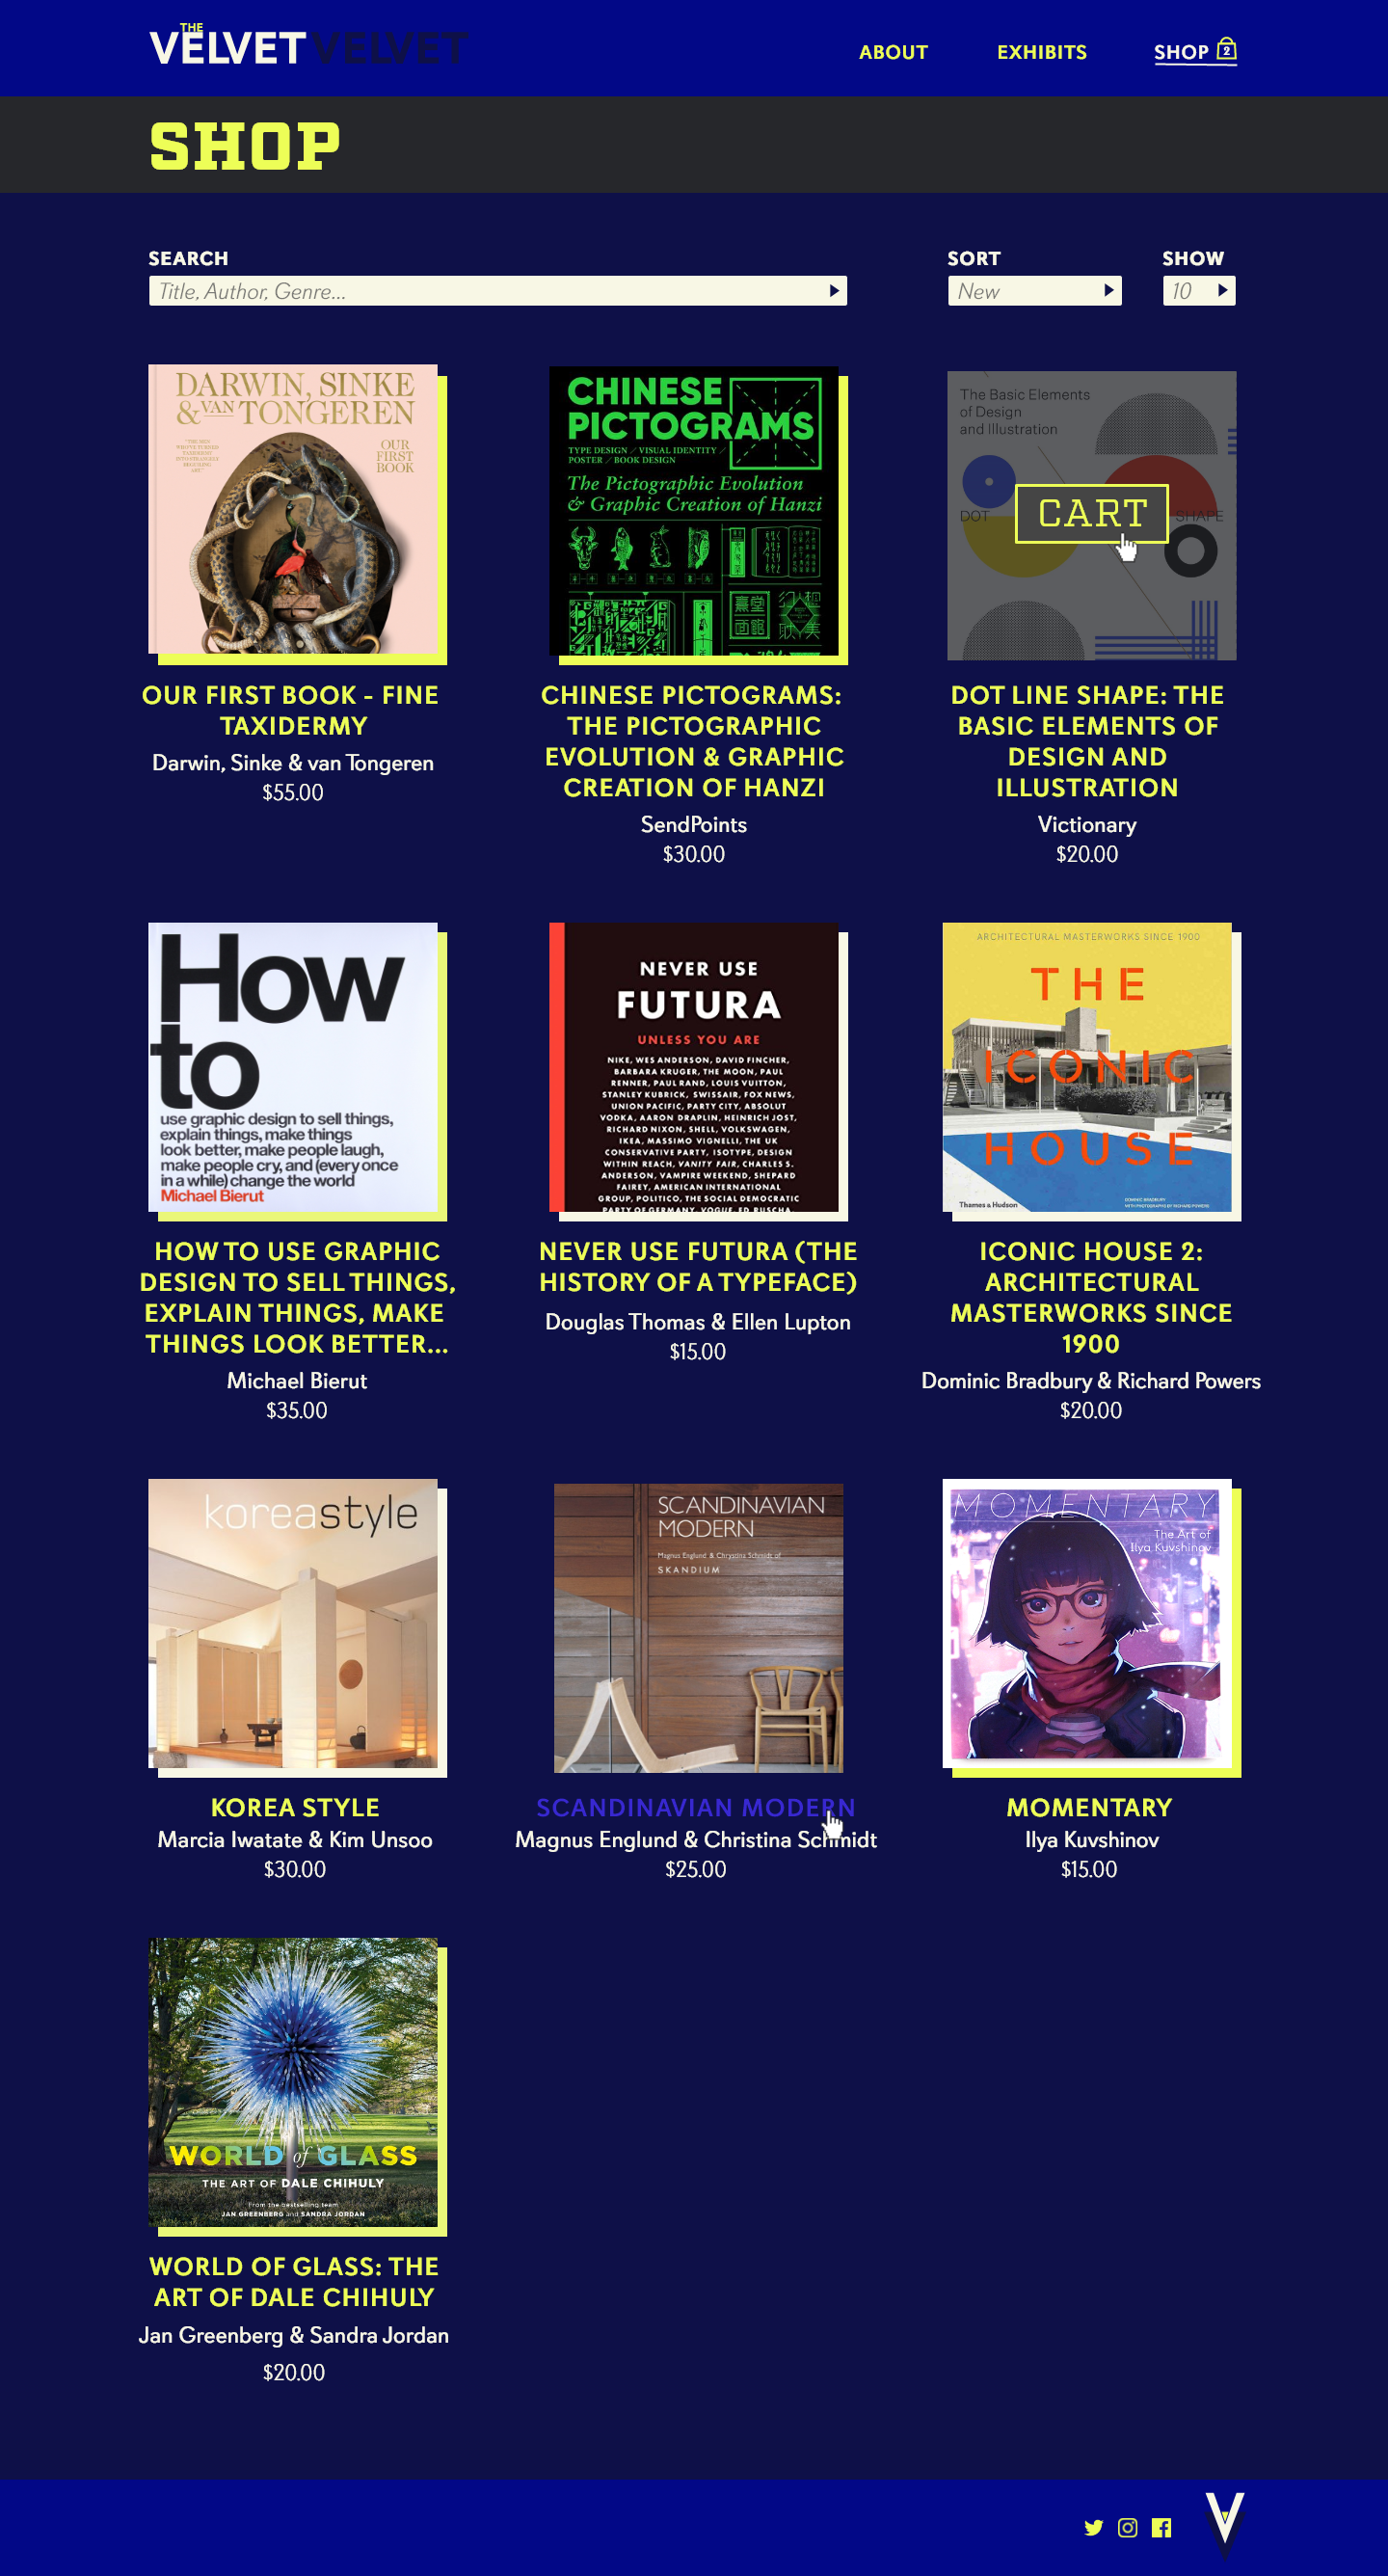 THE
VELVET VELVET
ABOUT EXHIBITS SHOP 2
SHOP
SEARCH SORT SHOW
Title, Author, Genre... New 10
DARWIN, SINKE
& VAN TONGEREN
OUR
FIRST
BOOK
CHINESE
PICTOGRAMS
TYPE DESIGN / VISUAL IDENTITY /
POSTER / BOOK DESIGN
The Pictographic Evolution
& Graphic Creation of Hanzi
The Basic Elements
of Design
and Illustration
DOT
SHAPE
CART
OUR FIRST BOOK - FINE
TAXIDERMY
Darwin, Sinke & van Tongeren
$55.00
CHINESE PICTOGRAMS:
THE PICTOGRAPHIC
EVOLUTION & GRAPHIC
CREATION OF HANZI
SendPoints
$30.00
DOT LINE SHAPE: THE
BASIC ELEMENTS OF
DESIGN AND
ILLUSTRATION
Victionary
$20.00
How
to
use graphic design to sell things,
explain things, make things
look better, make people laugh,
make people cry, and (every once
in a while) change the world
Michael Bierut
NEVER USE
FUTURA
UNLESS YOU ARE
NIKE, WES ANDERSON, DAVID FINCHER,
BARBARA KRUGER, THE MOON, PAUL
RENNER, PAUL RAND, LOUIS VUITTON,
STANLEY KUBRICK, SWISSAIR, FOX NEWS,
UNION PACIFIC, PARTY CITY, ABSOLUT
VODKA, AARON DRAPLIN, HEINRICH JOST,
RICHARD NIXON, SHELL, VOLKSWAGEN,
IKEA, MASSIMO VIGNELLI, THE UK
CONSERVATIVE PARTY, ISOTYPE, DESIGN
WITHIN REACH, VANITY FAIR, CHARLES S.
ANDERSON, VAMPIRE WEEKEND, SHEPARD
FAIREY, AMERICAN INTERNATIONAL
GROUP, POLITICO, THE SOCIAL DEMOCRATIC
PARTY OF GERMANY, VOGUE, ED RUSCHA,
ARCHITECTURAL MASTERWORKS SINCE 1900
THE
ICONIC
HOUSE
Thames & Hudson
DOMINIC BRADBURY
WITH PHOTOGRAPHS BY RICHARD POWERS
HOW TO USE GRAPHIC
DESIGN TO SELL THINGS,
EXPLAIN THINGS, MAKE
THINGS LOOK BETTER...
Michael Bierut
$35.00
NEVER USE FUTURA (THE
HISTORY OF A TYPEFACE)
Douglas Thomas & Ellen Lupton
$15.00
ICONIC HOUSE 2:
ARCHITECTURAL
MASTERWORKS SINCE
1900
Dominic Bradbury & Richard Powers
$20.00
koreastyle
SCANDINAVIAN
MODERN
Magnus Englund & Chrystina Schmidt of
SKANDIUM
MOMENTARY
The Art of
Ilya Kuvshinov
KOREA STYLE
Marcia Iwatate & Kim Unsoo
$30.00
SCANDINAVIAN MODERN
Magnus Englund & Christina Schmidt
$25.00
MOMENTARY
Ilya Kuvshinov
$15.00
WORLD of GLASS
THE ART OF DALE CHIHULY
From the bestselling team
JAN GREENBERG and SANDRA JORDAN
WORLD OF GLASS: THE
ART OF DALE CHIHULY
Jan Greenberg & Sandra Jordan
$20.00
V